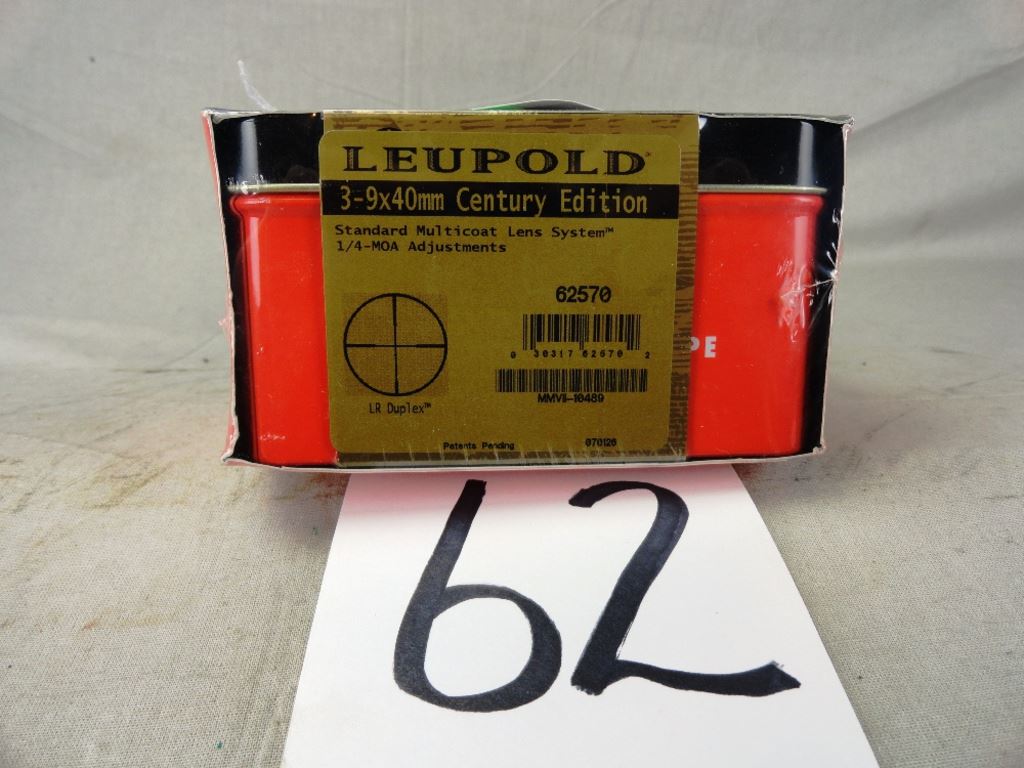 LEUPOLD
3-9x40mm Century Edition
Standard Multicoat Lens System™
1/4-MOA Adjustments
62570
0 30317 62570 2
MMVII-10489
LR Duplex™
Patents Pending 070126
PE
62